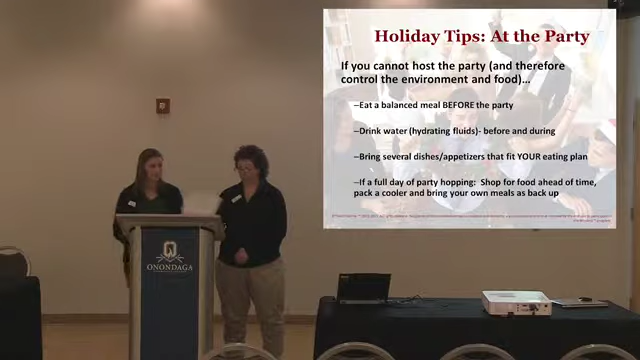 Holiday Tips: At the Party
If you cannot host the party (and therefore
control the environment and food)...
–Eat a balanced meal BEFORE the party
–Drink water (hydrating fluids)- before and during
–Bring several dishes/appetizers that fit YOUR eating plan
–If a full day of party hopping: Shop for food ahead of time,
pack a cooler and bring your own meals as back up
ONONDAGA